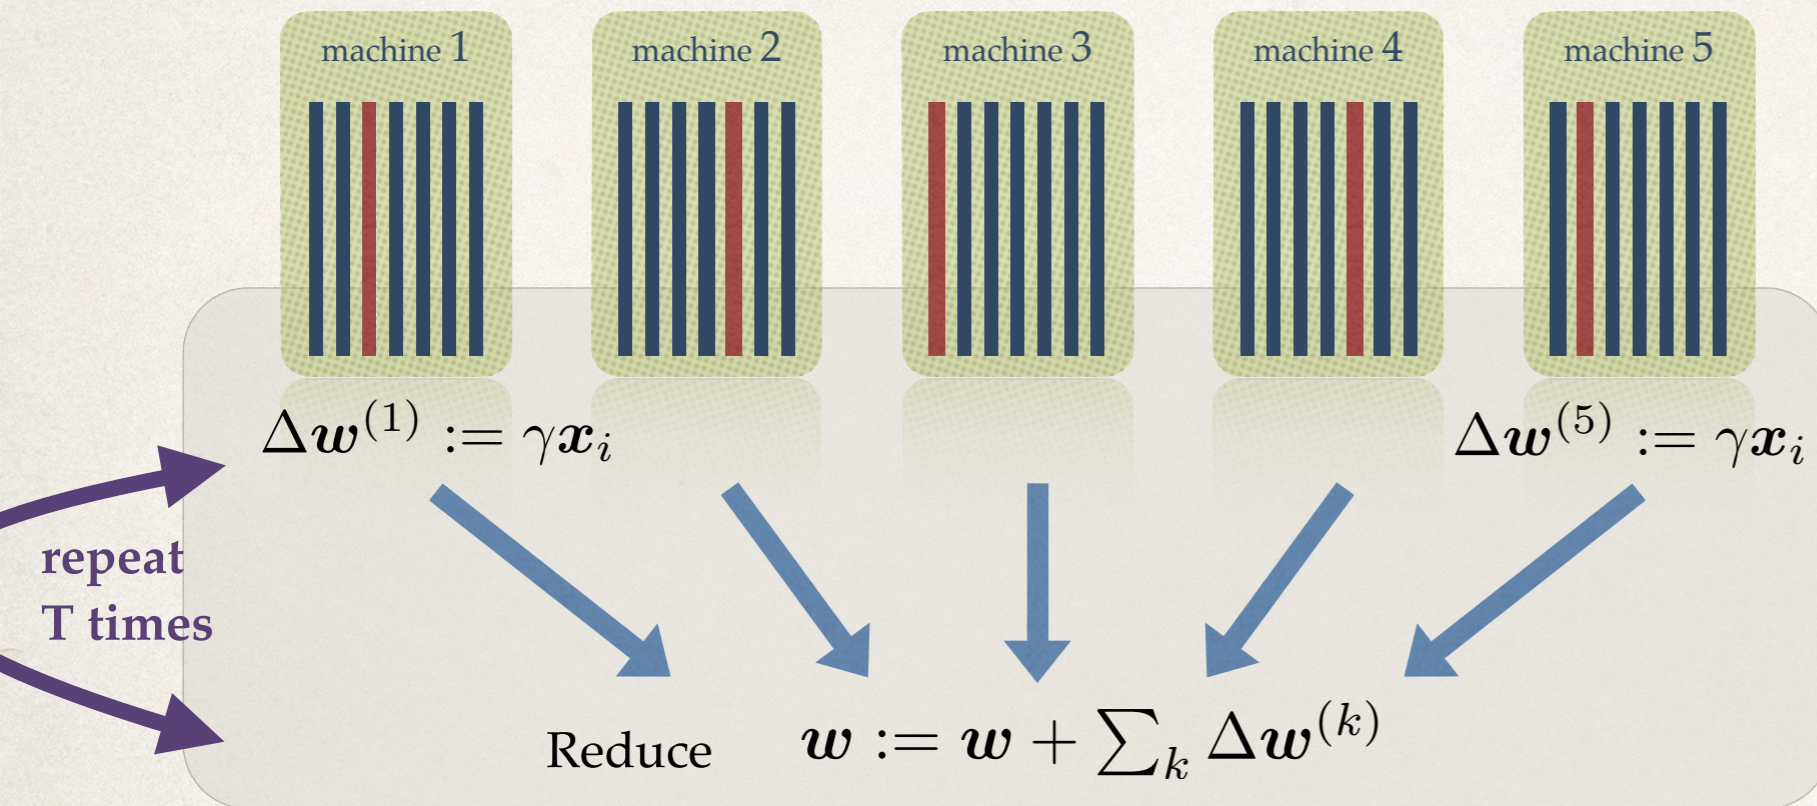 machine 1 machine 2 machine 3 machine 4 machine 5
Δw⁽¹⁾ := γxᵢ Δw⁽⁵⁾ := γxᵢ
repeat
T times
Reduce w := w + ∑ₖ Δw⁽ᵏ⁾